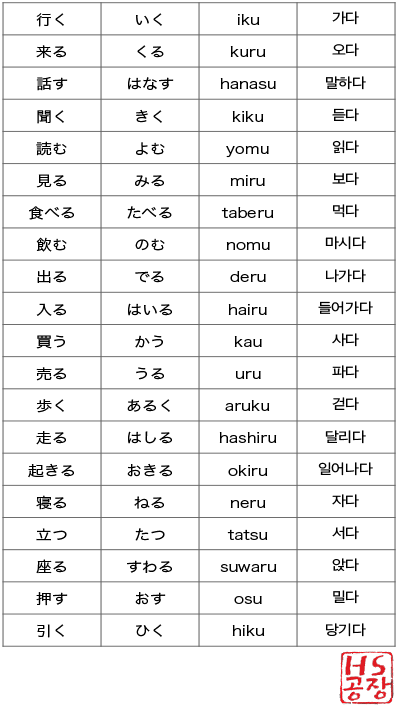 行く いく iku 가다
来る くる kuru 오다
話す はなす hanasu 말하다
聞く きく kiku 듣다
読む よむ yomu 읽다
見る みる miru 보다
食べる たべる taberu 먹다
飲む のむ nomu 마시다
出る でる deru 나가다
入る はいる hairu 들어가다
買う かう kau 사다
売る うる uru 파다
歩く あるく aruku 걷다
走る はしる hashiru 달리다
起きる おきる okiru 일어나다
寝る ねる neru 자다
立つ たつ tatsu 서다
座る すわる suwaru 앉다
押す おす osu 밀다
引く ひく hiku 당기다
HS
공장